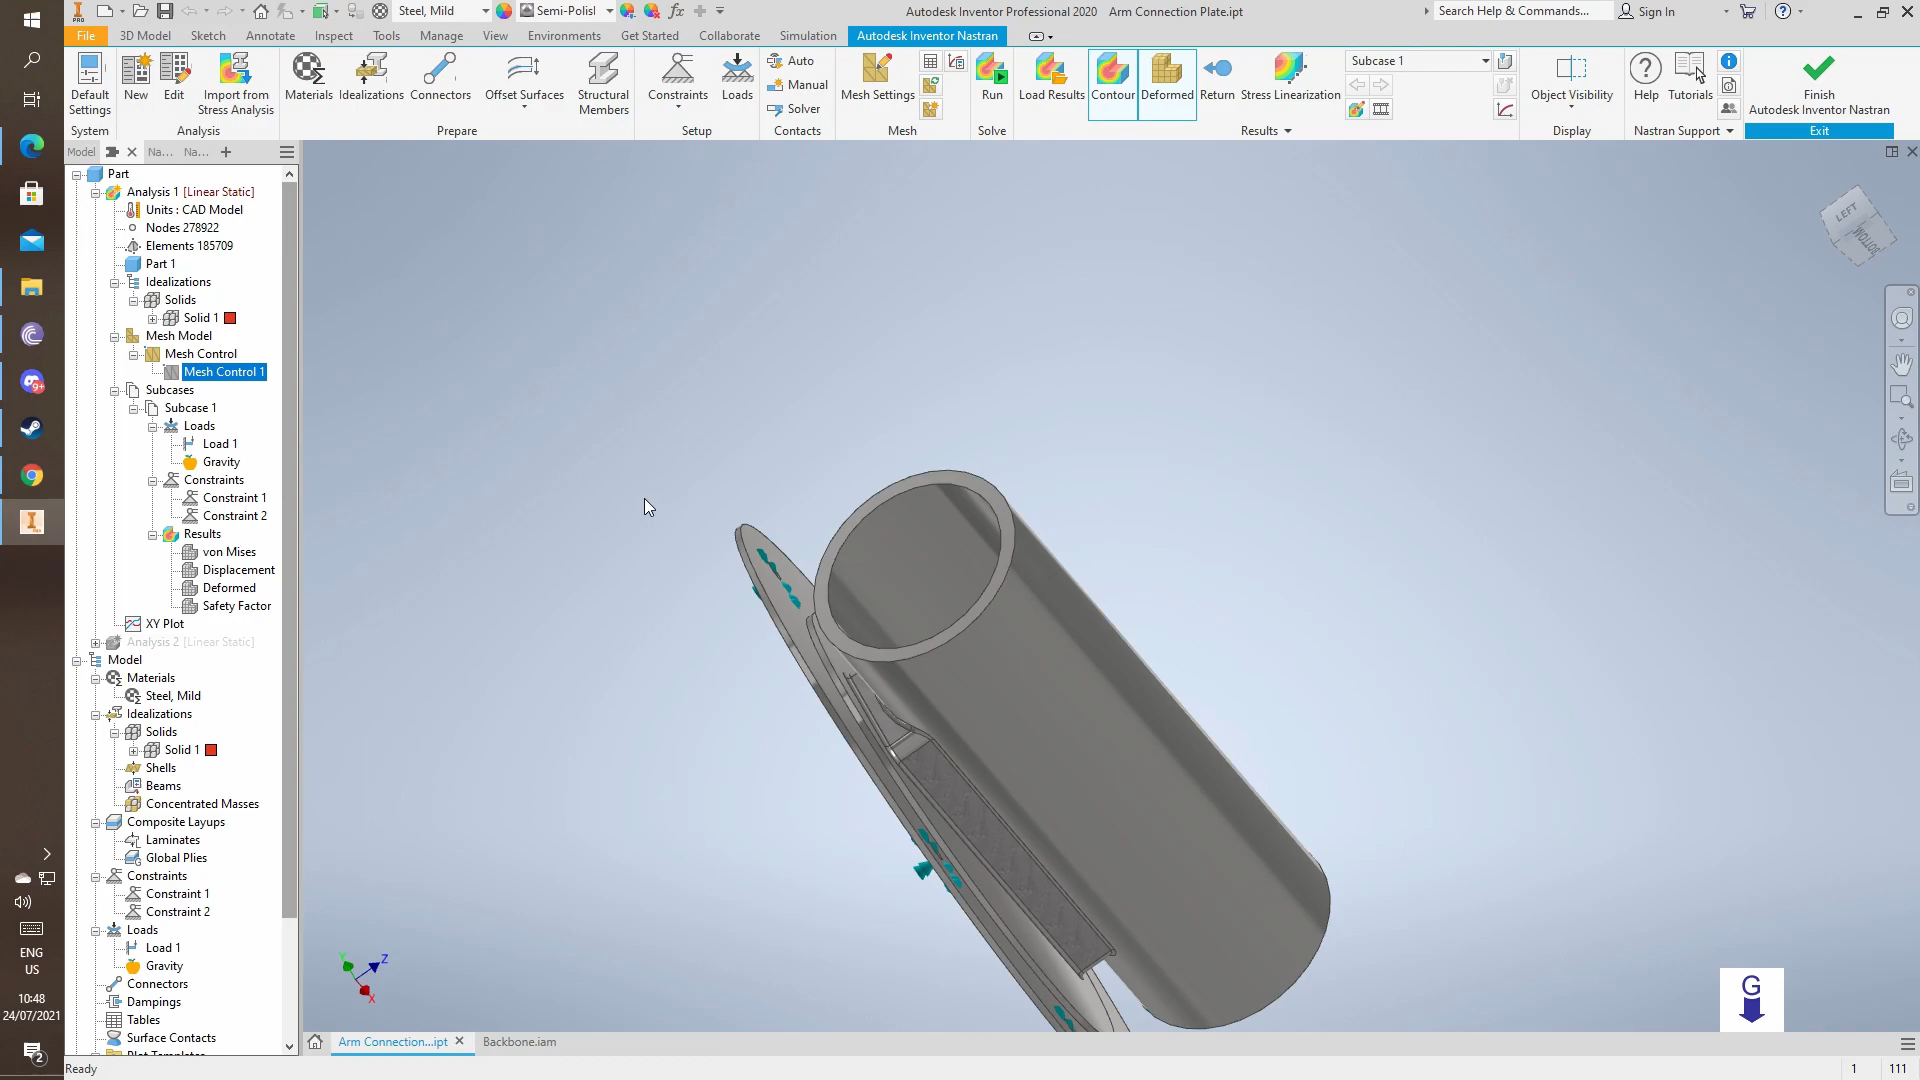 PRO
Steel, Mild
Semi-Polisl
Autodesk Inventor Professional 2020 Arm Connection Plate.ipt
Search Help & Commands...
Sign In
File
3D Model
Sketch
Annotate
Inspect
Tools
Manage
View
Environments
Get Started
Collaborate
Simulation
Autodesk Inventor Nastran
Default
Settings
System
New
Edit
Import from
Stress Analysis
Analysis
Materials
Idealizations
Connectors
Offset Surfaces
Structural
Members
Prepare
Constraints
Loads
Setup
Auto
Manual
Solver
Contacts
Mesh Settings
Mesh
Run
Solve
Load Results
Contour
Deformed
Return
Stress Linearization
Subcase 1
Results
Object Visibility
Display
Help
Tutorials
Nastran Support
Finish
Autodesk Inventor Nastran
Exit
Model
Na...
Na...
Part
Analysis 1 [Linear Static]
Units : CAD Model
Nodes 278922
Elements 185709
Part 1
Idealizations
Solids
Solid 1
Mesh Model
Mesh Control
Mesh Control 1
Subcases
Subcase 1
Loads
Load 1
Gravity
Constraints
Constraint 1
Constraint 2
Results
von Mises
Displacement
Deformed
Safety Factor
XY Plot
Analysis 2 [Linear Static]
Model
Materials
Steel, Mild
Idealizations
Solids
Solid 1
Shells
Beams
Concentrated Masses
Composite Layups
Laminates
Global Plies
Constraints
Constraint 1
Constraint 2
Loads
Load 1
Gravity
Connectors
Dampings
Tables
Surface Contacts
Plot Templates
LEFT
BOTTOM
Y
Z
X
G
Arm Connection...ipt
Backbone.iam
Ready
1
111
9+
ENG
US
10:48
24/07/2021
2